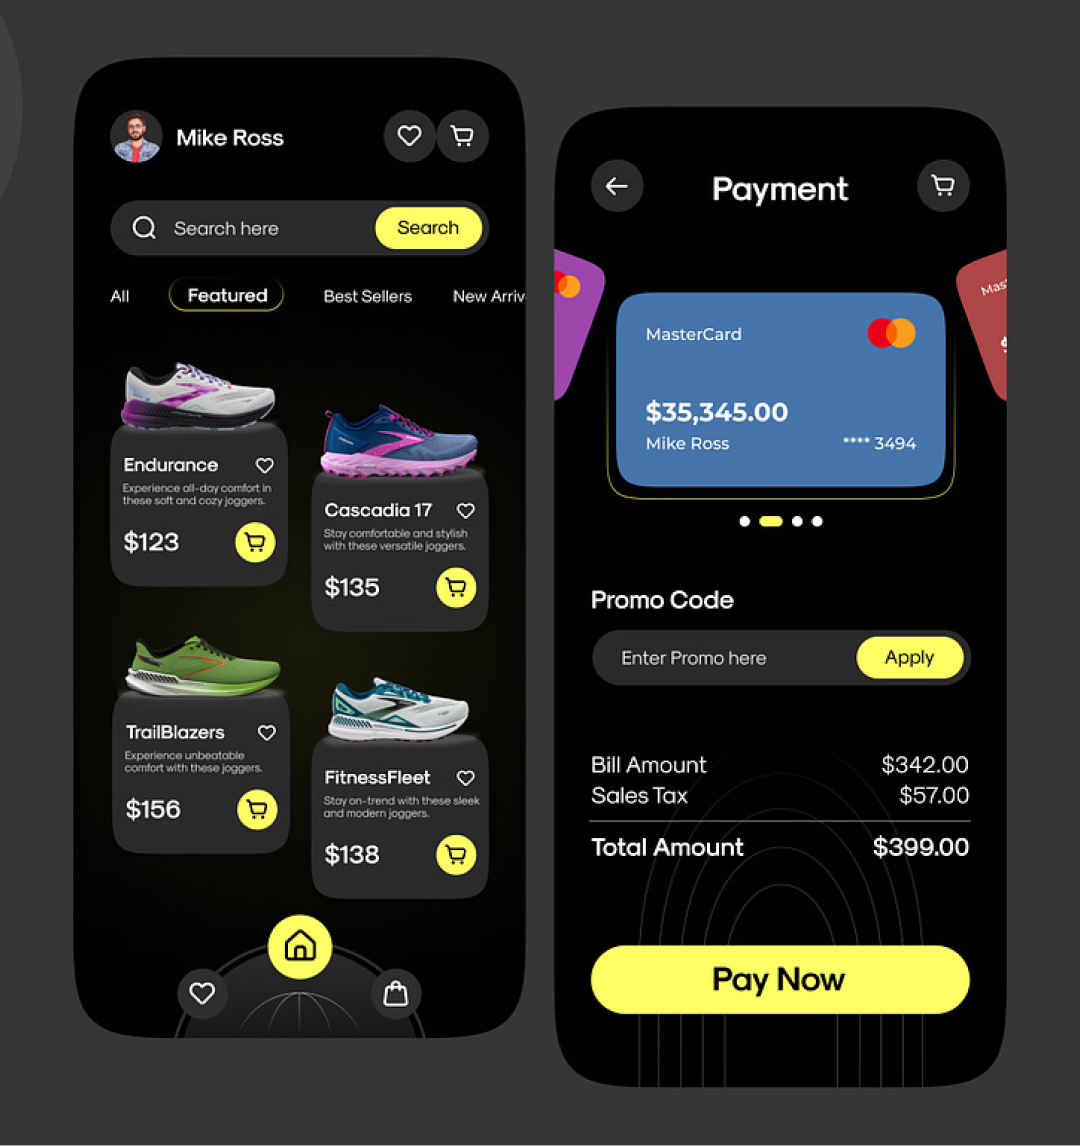 Mike Ross
Search here
Search
All
Featured
Best Sellers
New Arriv
Endurance
Experience all-day comfort in
these soft and cozy joggers.
$123
Cascadia 17
Stay comfortable and stylish
with these versatile joggers.
$135
TrailBlazers
Experience unbeatable
comfort with these joggers.
$156
FitnessFleet
Stay on-trend with these sleek
and modern joggers.
$138
Payment
Mas
MasterCard
$35,345.00
Mike Ross
**** 3494
Promo Code
Enter Promo here
Apply
Bill Amount
$342.00
Sales Tax
$57.00
Total Amount
$399.00
Pay Now